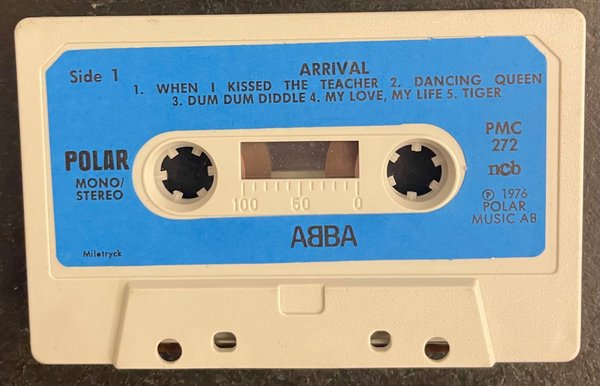 Side 1
ARRIVAL
1. WHEN I KISSED THE TEACHER 2. DANCING QUEEN
3. DUM DUM DIDDLE 4. MY LOVE, MY LIFE 5. TIGER
POLAR
MONO/
STEREO
PMC
272
ncb
100 50 0
℗ 1976
POLAR
MUSIC AB
ABBA
Miletryck